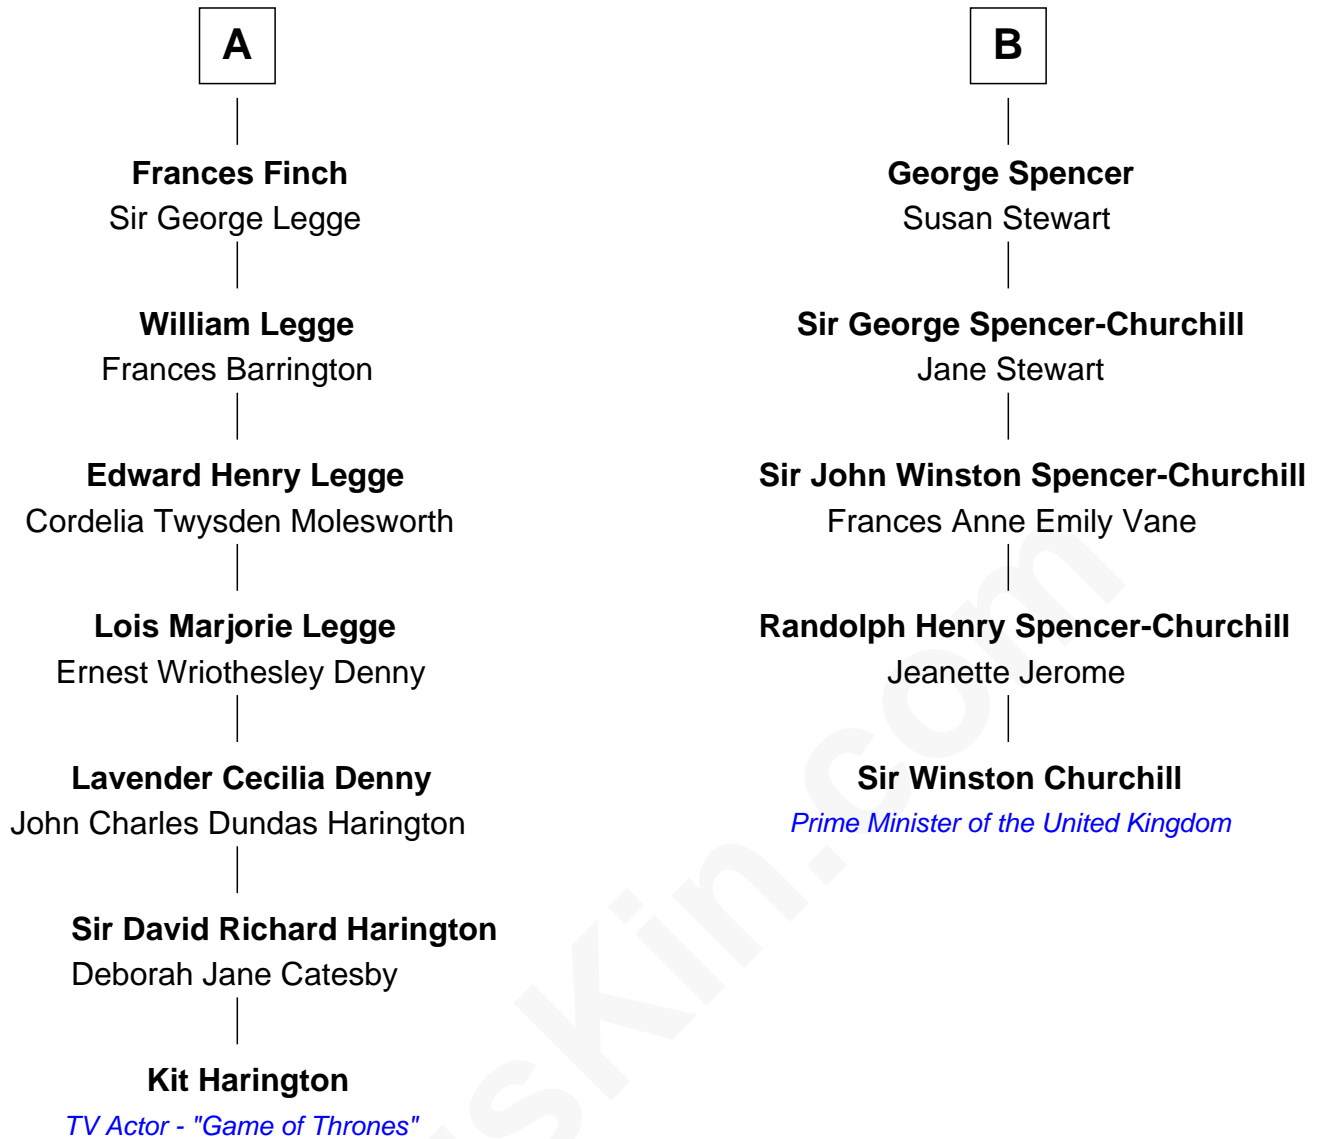 A
Frances Finch
Sir George Legge
William Legge
Frances Barrington
Edward Henry Legge
Cordelia Twysden Molesworth
Lois Marjorie Legge
Ernest Wriothesley Denny
Lavender Cecilia Denny
John Charles Dundas Harington
Sir David Richard Harington
Deborah Jane Catesby
Kit Harington
TV Actor - "Game of Thrones"
B
George Spencer
Susan Stewart
Sir George Spencer-Churchill
Jane Stewart
Sir John Winston Spencer-Churchill
Frances Anne Emily Vane
Randolph Henry Spencer-Churchill
Jeanette Jerome
Sir Winston Churchill
Prime Minister of the United Kingdom